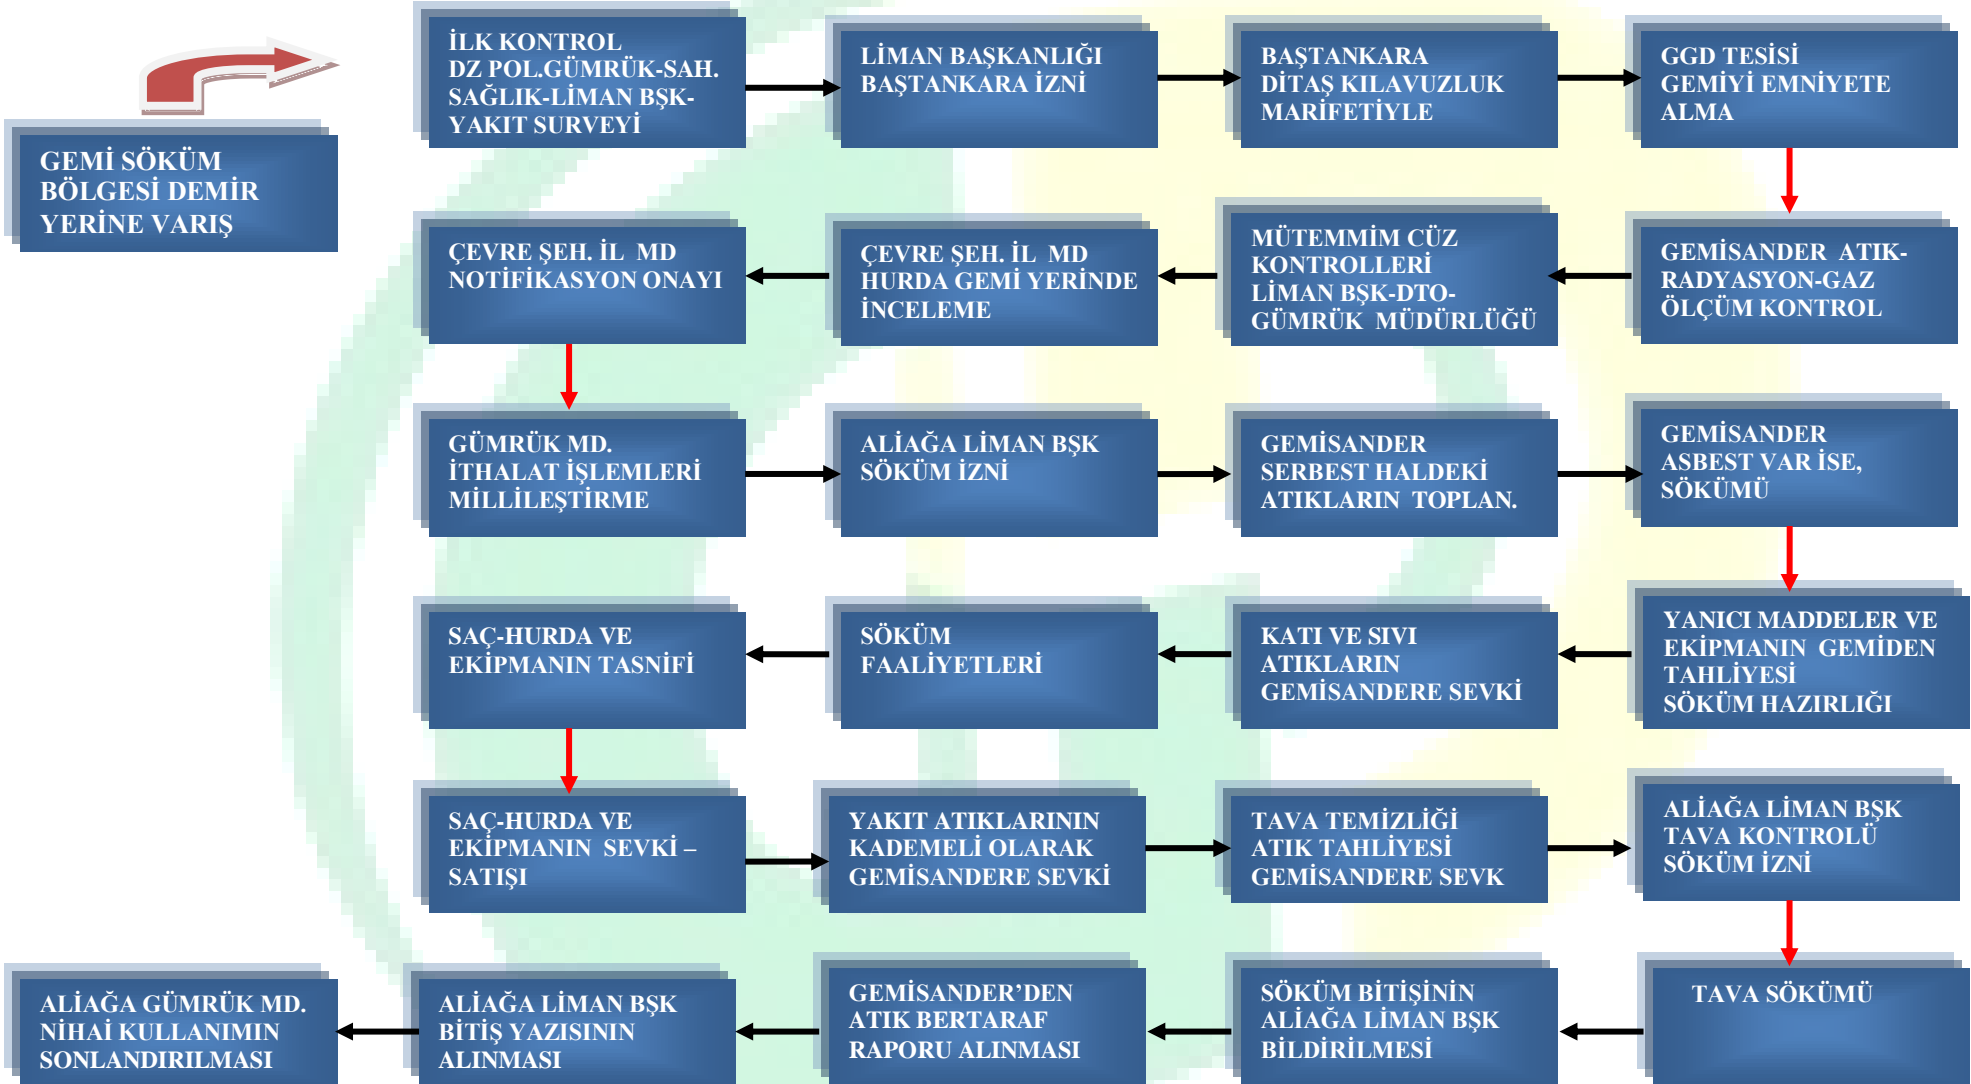 GEMİ SÖKÜM
BÖLGESİ DEMİR
YERİNE VARIŞ
İLK KONTROL
DZ POL.GÜMRÜK-SAH.
SAĞLIK-LİMAN BŞK-
YAKIT SURVEYİ
LİMAN BAŞKANLIĞI
BAŞTANKARA İZNİ
BAŞTANKARA
DİTAŞ KILAVUZLUK
MARİFETİYLE
GGD TESİSİ
GEMİYİ EMNİYETE
ALMA
GEMİSANDER ATIK-
RADYASYON-GAZ
ÖLÇÜM KONTROL
MÜTEMMİM CÜZ
KONTROLLERİ
LİMAN BŞK-DTO-
GÜMRÜK MÜDÜRLÜĞÜ
ÇEVRE ŞEH. İL MD
HURDA GEMİ YERİNDE
İNCELEME
ÇEVRE ŞEH. İL MD
NOTİFİKASYON ONAYI
GÜMRÜK MD.
İTHALAT İŞLEMLERİ
MİLLİLEŞTİRME
ALİAĞA LİMAN BŞK
SÖKÜM İZNİ
GEMİSANDER
SERBEST HALDEKİ
ATIKLARIN TOPLAN.
GEMİSANDER
ASBEST VAR İSE,
SÖKÜMÜ
YANICI MADDELER VE
EKİPMANIN GEMİDEN
TAHLİYESİ
SÖKÜM HAZIRLIĞI
KATI VE SIVI
ATIKLARIN
GEMİSANDERE SEVKİ
SÖKÜM
FAALİYETLERİ
SAÇ-HURDA VE
EKİPMANIN TASNİFİ
SAÇ-HURDA VE
EKİPMANIN SEVKİ –
SATIŞI
YAKIT ATIKLARININ
KADEMELİ OLARAK
GEMİSANDERE SEVKİ
TAVA TEMİZLİĞİ
ATIK TAHLİYESİ
GEMİSANDERE SEVK
ALİAĞA LİMAN BŞK
TAVA KONTROLÜ
SÖKÜM İZNİ
TAVA SÖKÜMÜ
SÖKÜM BİTİŞİNİN
ALİAĞA LİMAN BŞK
BİLDİRİLMESİ
GEMİSANDER’DEN
ATIK BERTARAF
RAPORU ALINMASI
ALİAĞA LİMAN BŞK
BİTİŞ YAZISININ
ALINMASI
ALİAĞA GÜMRÜK MD.
NİHAİ KULLANIMIN
SONLANDIRILMASI